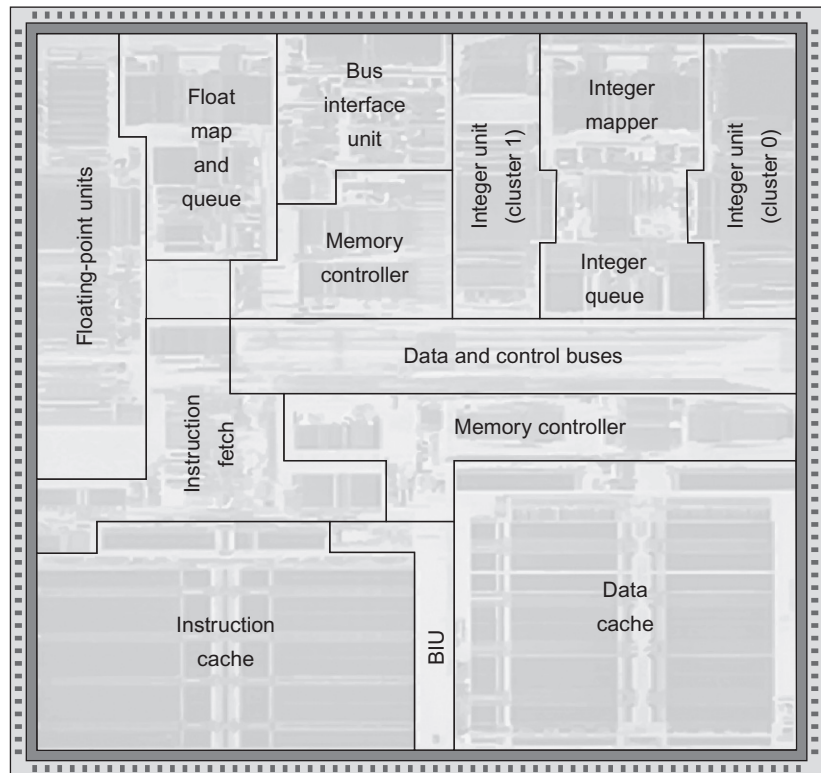 Float
map
and
queue
Bus
interface
unit
Integer unit
(cluster 1)
Integer
mapper
Integer unit
(cluster 0)
Floating-point units
Memory
controller
Integer
queue
Data and control buses
Instruction
fetch
Memory controller
Instruction
cache
BIU
Data
cache